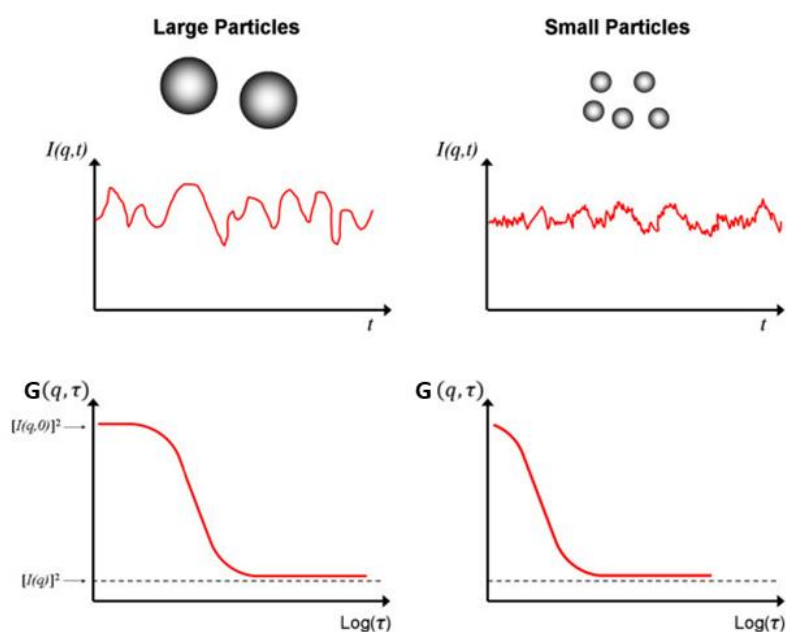 Large Particles
Small Particles
I(q,t)
I(q,t)
t
t
G(q, τ)
G (q, τ)
[I(q,0)]²
[I(q)]²
Log(τ)
Log(τ)